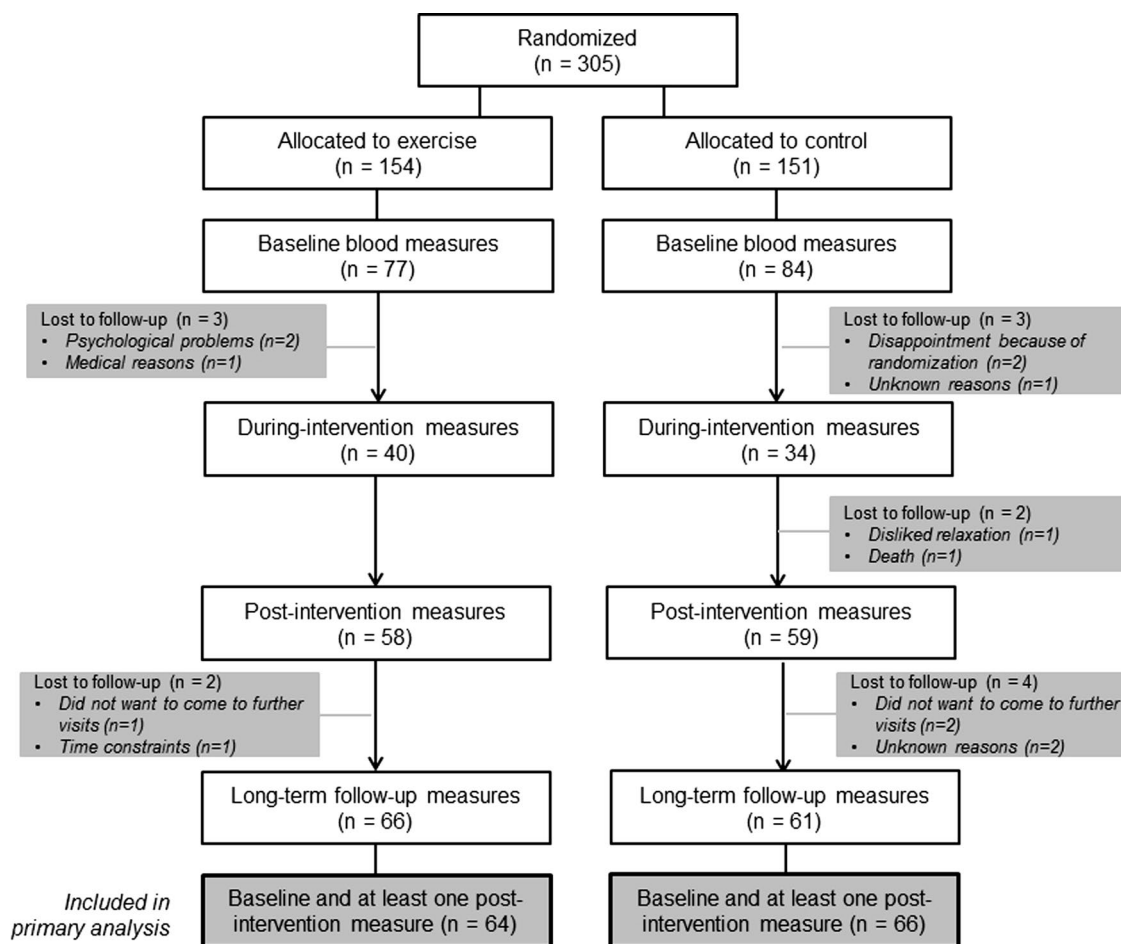 Randomized
(n = 305)
Allocated to exercise
(n = 154)
Allocated to control
(n = 151)
Baseline blood measures
(n = 77)
Baseline blood measures
(n = 84)
Lost to follow-up (n = 3)
• Psychological problems (n=2)
• Medical reasons (n=1)
Lost to follow-up (n = 3)
• Disappointment because of
randomization (n=2)
• Unknown reasons (n=1)
During-intervention measures
(n = 40)
During-intervention measures
(n = 34)
Lost to follow-up (n = 2)
• Disliked relaxation (n=1)
• Death (n=1)
Post-intervention measures
(n = 58)
Post-intervention measures
(n = 59)
Lost to follow-up (n = 2)
• Did not want to come to further
visits (n=1)
• Time constraints (n=1)
Lost to follow-up (n = 4)
• Did not want to come to further
visits (n=2)
• Unknown reasons (n=2)
Long-term follow-up measures
(n = 66)
Long-term follow-up measures
(n = 61)
Included in
primary analysis
Baseline and at least one post-
intervention measure (n = 64)
Baseline and at least one post-
intervention measure (n = 66)